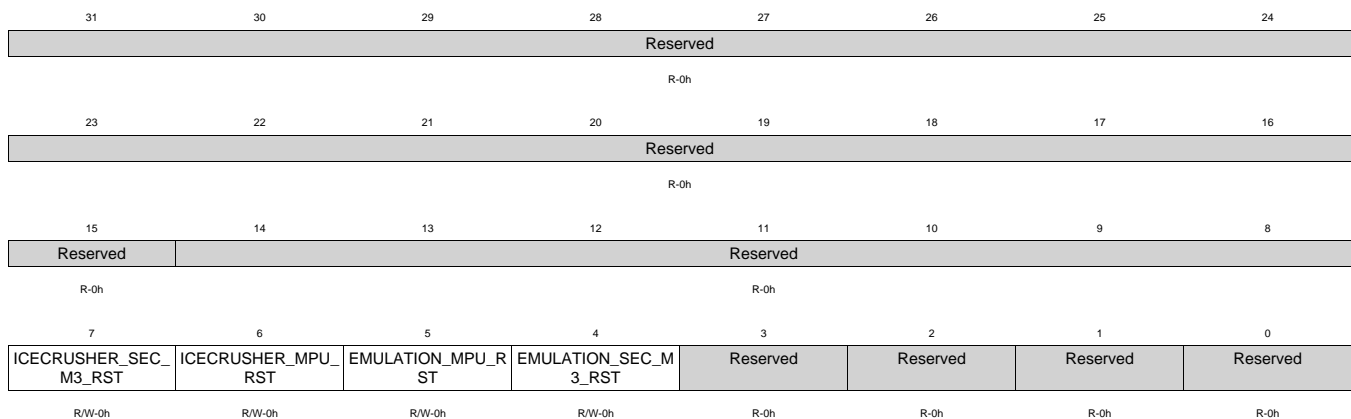 31 30 29 28 27 26 25 24
Reserved
R-0h
23 22 21 20 19 18 17 16
Reserved
R-0h
15 14 13 12 11 10 9 8
Reserved Reserved
R-0h R-0h
7 6 5 4 3 2 1 0
ICECRUSHER_SEC_ ICECRUSHER_MPU_ EMULATION_MPU_R EMULATION_SEC_M Reserved Reserved Reserved Reserved
M3_RST RST ST 3_RST
R/W-0h R/W-0h R/W-0h R/W-0h R-0h R-0h R-0h R-0h